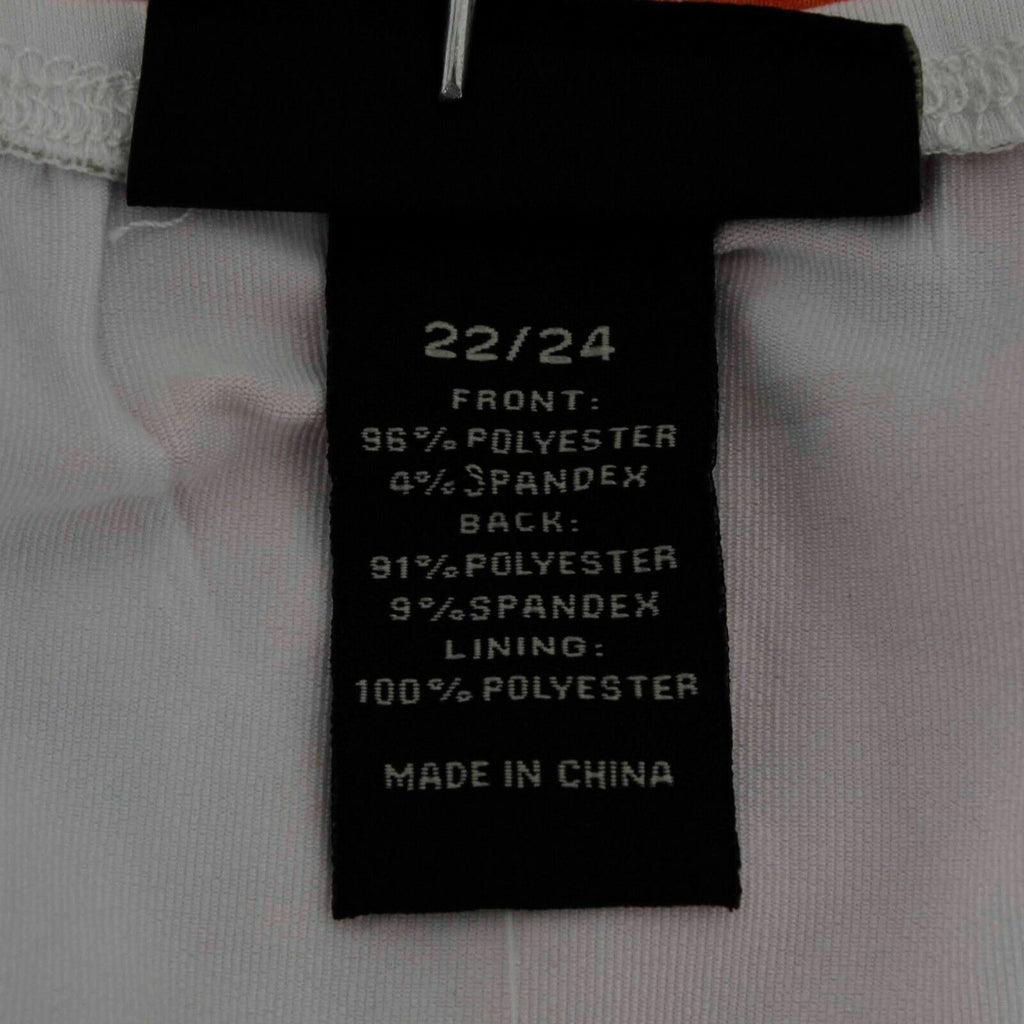 22/24
FRONT:
96% POLYESTER
4% SPANDEX
BACK:
91% POLYESTER
9% SPANDEX
LINING:
100% POLYESTER
MADE IN CHINA